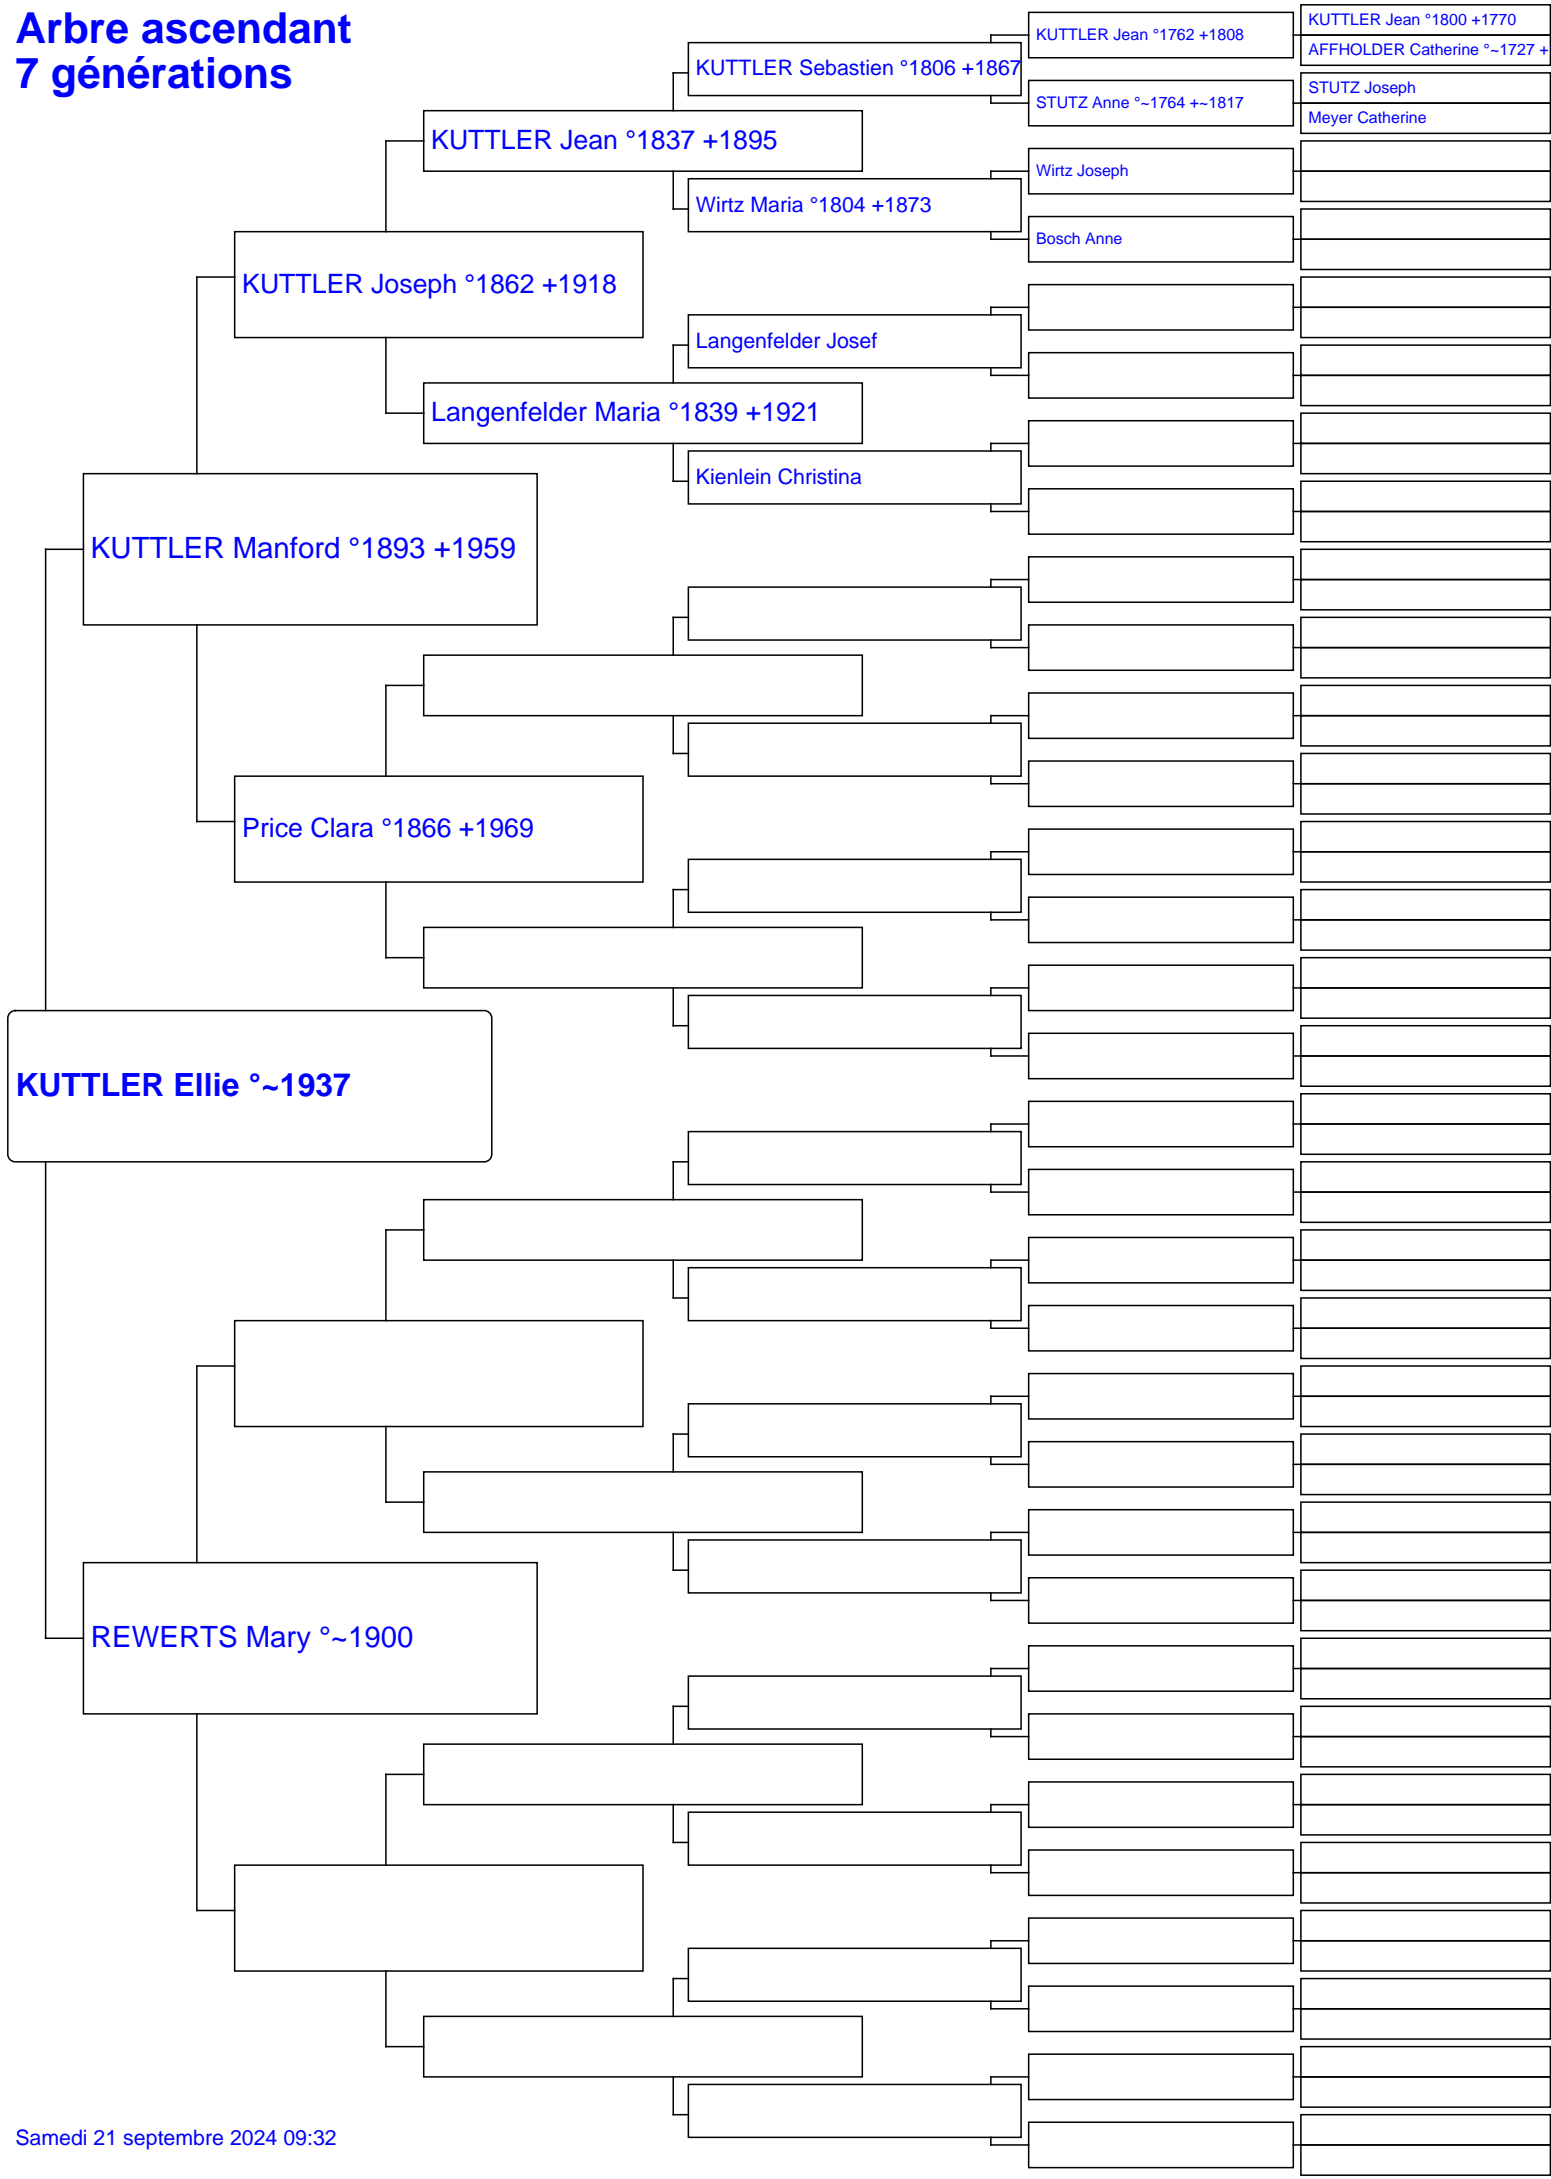 Arbre ascendant
7 générations
KUTTLER Jean °1800 +1770
KUTTLER Jean °1762 +1808
AFFHOLDER Catherine °~1727 +
KUTTLER Sebastien °1806 +1867
STUTZ Joseph
STUTZ Anne °~1764 +~1817
Meyer Catherine
KUTTLER Jean °1837 +1895
Wirtz Joseph
Wirtz Maria °1804 +1873
Bosch Anne
KUTTLER Joseph °1862 +1918
Langenfelder Josef
Langenfelder Maria °1839 +1921
Kienlein Christina
KUTTLER Manford °1893 +1959
Price Clara °1866 +1969
KUTTLER Ellie °~1937
REWERTS Mary °~1900
Samedi 21 septembre 2024 09:32